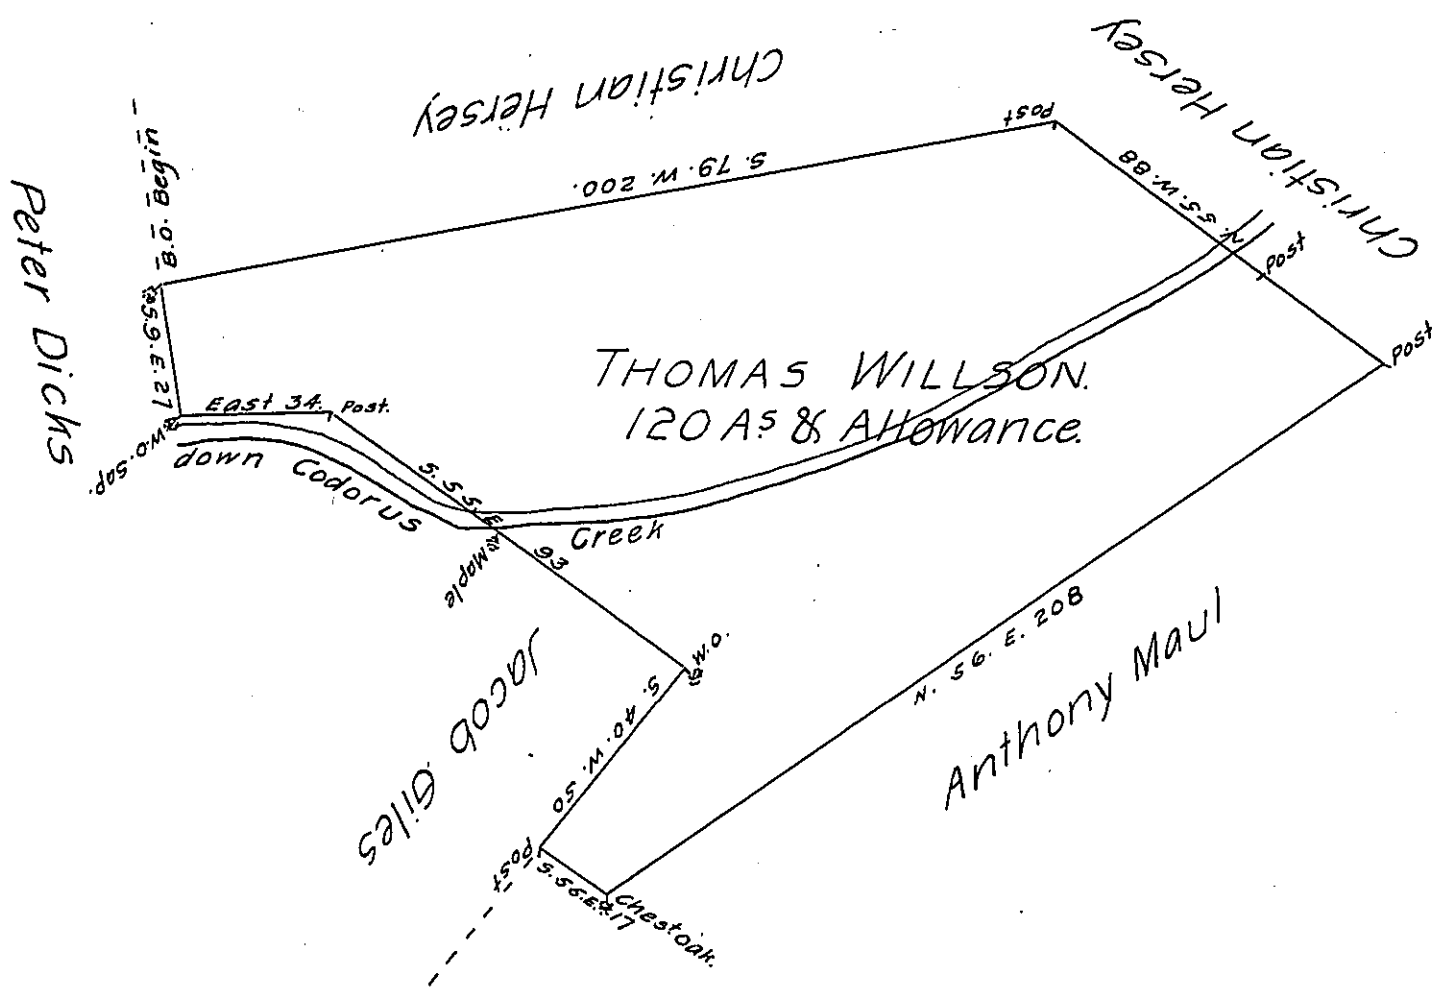 Christian Hersey
Christian Hersey
Post
S. 79. W. 200.
N. 55. W. 88
Post
Post
B.O. Begin
Peter Dicks
S. 9. E. 27
East 34. Post.
W.O. Sap.
down Codorus Creek
THOMAS WILLSON.
120 As & Allowance.
S. 55. E 93
Maple
W.O.
Jacob Giles
S. 40. W. 50
Post
S. 56. E. 17
Chestoak.
N. 56. E. 208
Anthony Maul